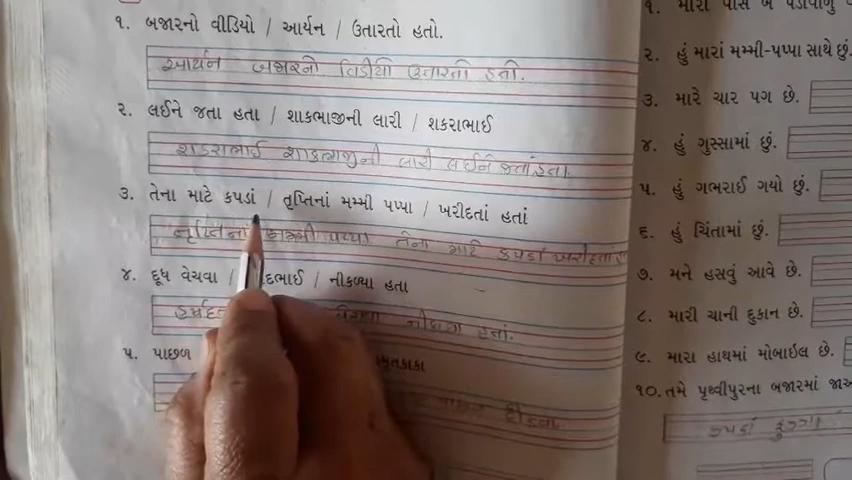 ૧. બજારનો વીડિયો / આર્યન / ઉતારતો હતો.
આર્યન બજારનો વિડીયો ઉતારતો હતો.
૨. લઈને જતા હતા / શાકભાજીની લારી / શકરાભાઈ
શકરાભાઈ શાકભાજીની લારી લઈને જતાં હતા.
૩. તેના માટે કપડાં / તૃપ્તિનાં મમ્મી પપ્પા / ખરીદતાં હતાં
તૃપ્તિનાં મમ્મી પપ્પા તેના માટે કપડાં ખરીદતાં
૪. દૂધ વેચવા / દભાઈ / નીકળ્યા હતા
વેચવા નીકળ્યા હતાં.
૫. પાછળ
૧. મારી પાસે બે
૨. હું મારાં મમ્મી-પપ્પા સાથે છું.
૩. મારે ચાર પગ છે.
૪. હું ગુસ્સામાં છું.
૫. હું ગભરાઈ ગયો છું.
૬. હું ચિંતામાં છું.
૭. મને હસવું આવે છે.
૮. મારી ચાની દુકાન છે.
૯. મારા હાથમાં મોબાઇલ છે.
૧૦. તમે પૃથ્વીપુરના બજારમાં
કપડાં ફુગ્ગા